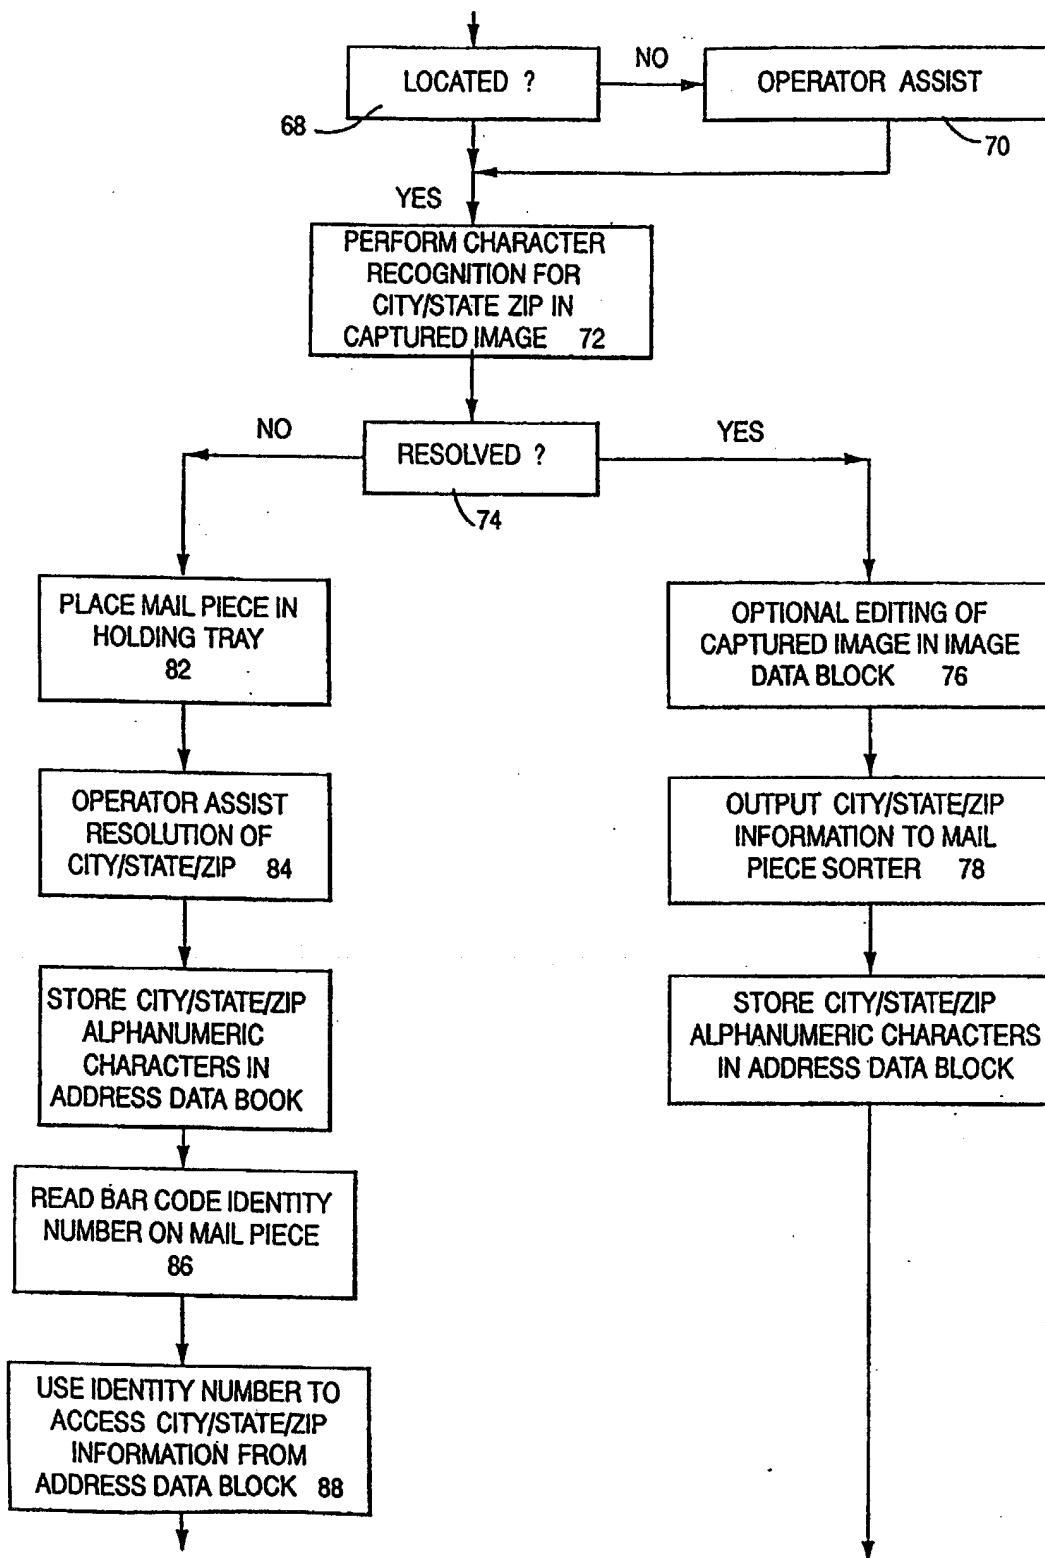 LOCATED ?
NO
OPERATOR ASSIST
68
70
YES
PERFORM CHARACTER
RECOGNITION FOR
CITY/STATE ZIP IN
CAPTURED IMAGE 72
NO
RESOLVED ?
YES
74
PLACE MAIL PIECE IN
HOLDING TRAY
82
OPTIONAL EDITING OF
CAPTURED IMAGE IN IMAGE
DATA BLOCK 76
OPERATOR ASSIST
RESOLUTION OF
CITY/STATE/ZIP 84
OUTPUT CITY/STATE/ZIP
INFORMATION TO MAIL
PIECE SORTER 78
STORE CITY/STATE/ZIP
ALPHANUMERIC
CHARACTERS IN
ADDRESS DATA BOOK
STORE CITY/STATE/ZIP
ALPHANUMERIC CHARACTERS
IN ADDRESS DATA BLOCK
READ BAR CODE IDENTITY
NUMBER ON MAIL PIECE
86
USE IDENTITY NUMBER TO
ACCESS CITY/STATE/ZIP
INFORMATION FROM
ADDRESS DATA BLOCK 88